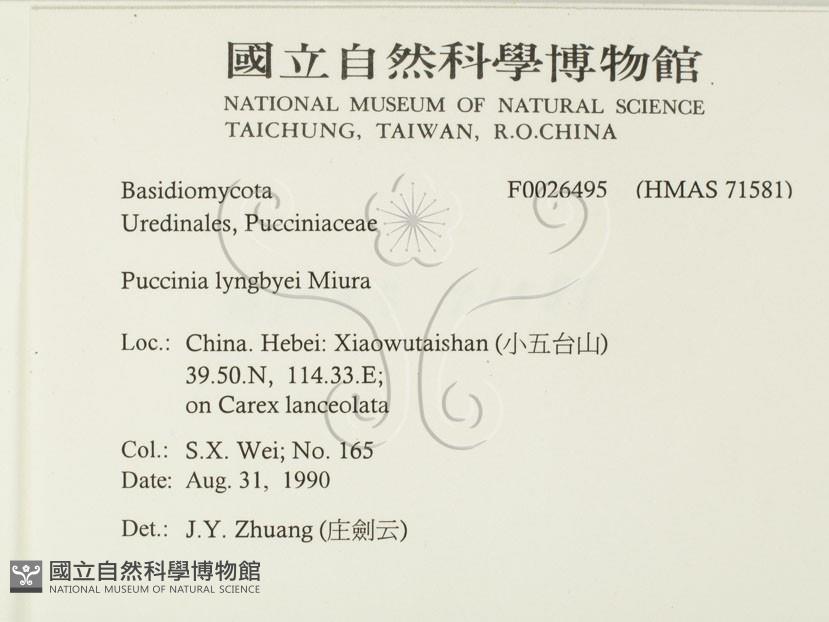 國立自然科學博物館
NATIONAL MUSEUM OF NATURAL SCIENCE
TAICHUNG, TAIWAN, R.O.CHINA
Basidiomycota F0026495 (HMAS 71581)
Uredinales, Pucciniaceae
Puccinia lyngbyei Miura
Loc.: China. Hebei: Xiaowutaishan (小五台山)
39.50.N, 114.33.E;
on Carex lanceolata
Col.: S.X. Wei; No. 165
Date: Aug. 31, 1990
Det.: J.Y. Zhuang (庄劍云)
國立自然科學博物館
NATIONAL MUSEUM OF NATURAL SCIENCE